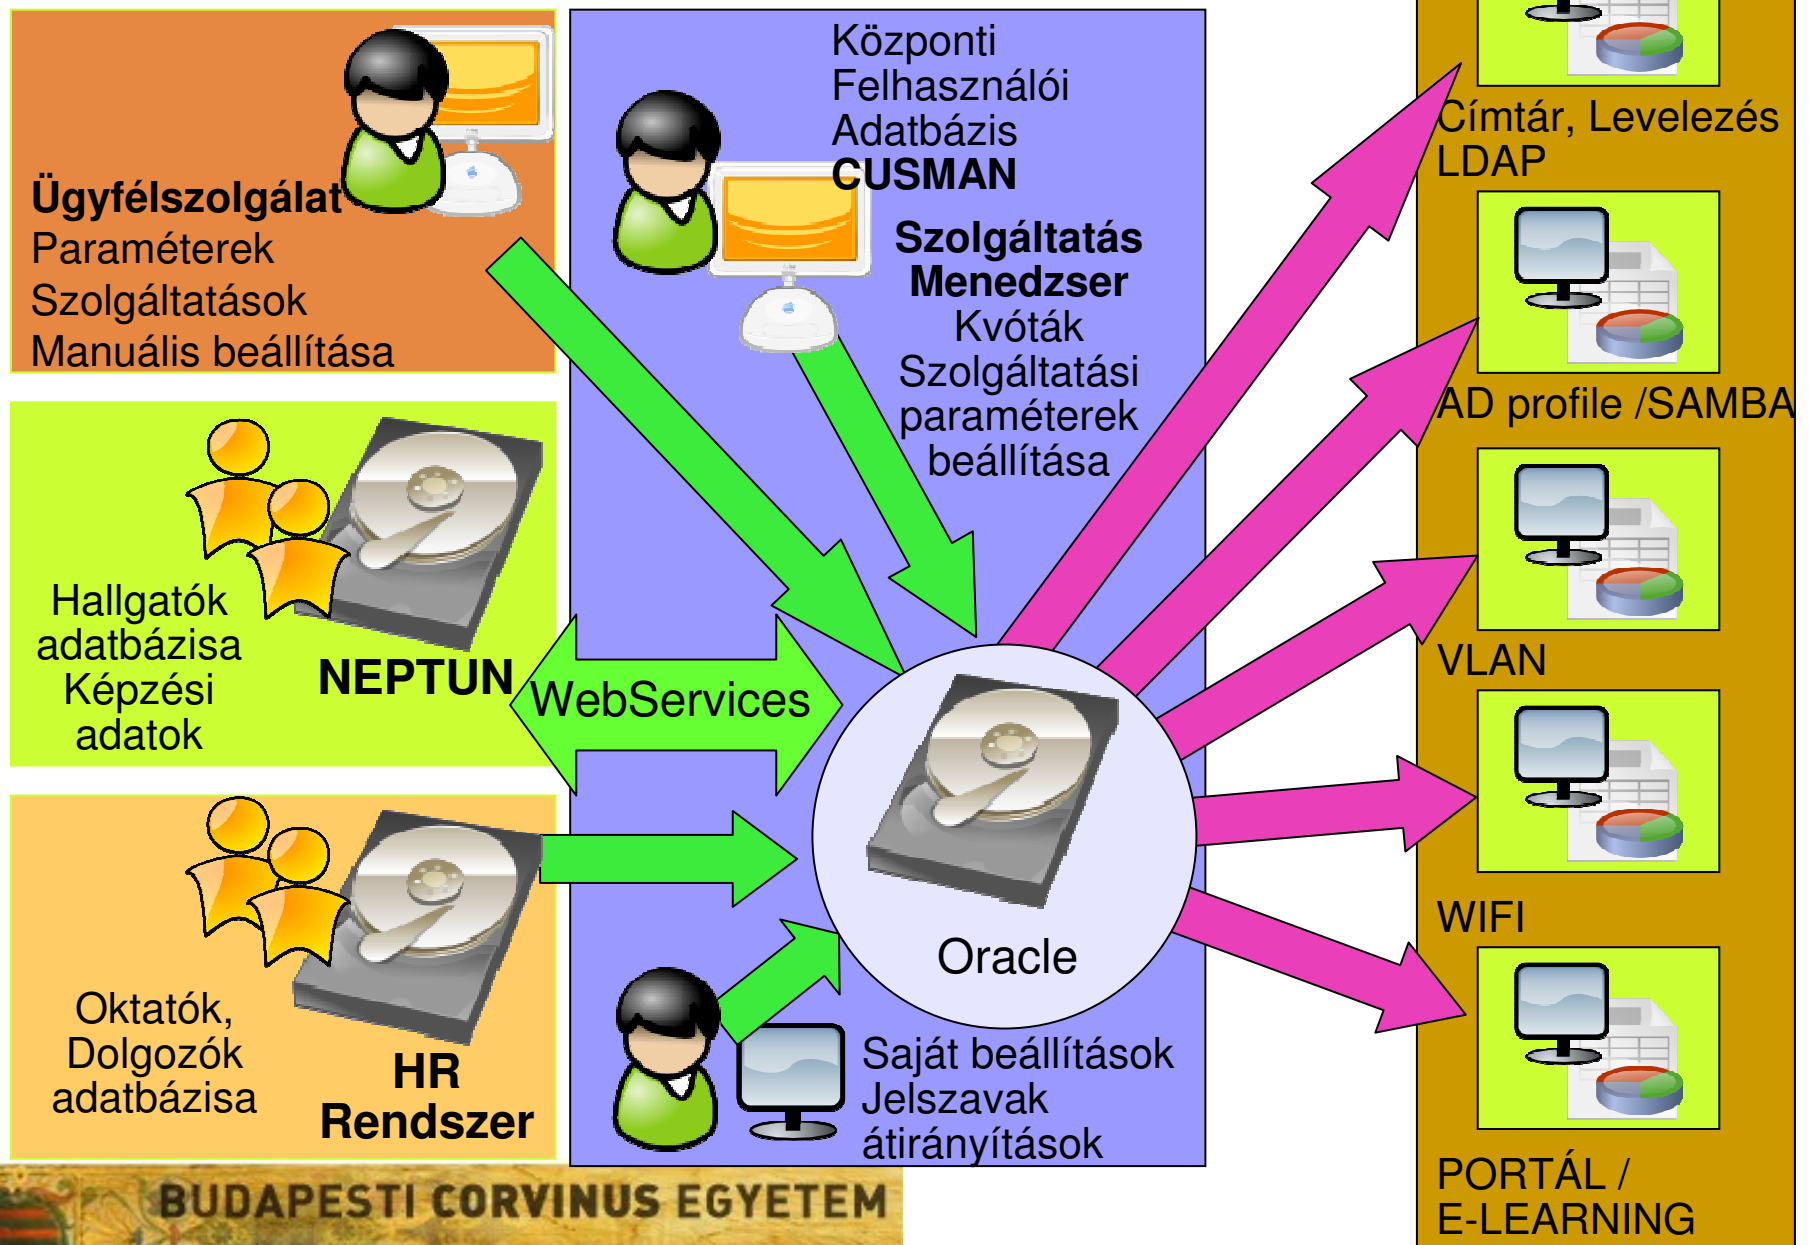 Ügyfélszolgálat
Paraméterek
Szolgáltatások
Manuális beállítása
Központi
Felhasználói
Adatbázis
CUSMAN
Szolgáltatás
Menedzser
Kvóták
Szolgáltatási
paraméterek
beállítása
Hallgatók
adatbázisa
Képzési
adatok
NEPTUN
WebServices
Oktatók,
Dolgozók
adatbázisa
HR
Rendszer
Oracle
Saját beállítások
Jelszavak
átirányítások
Címtár, Levelezés
LDAP
AD profile /SAMBA
VLAN
WIFI
PORTÁL /
E-LEARNING
BUDAPESTI CORVINUS EGYETEM